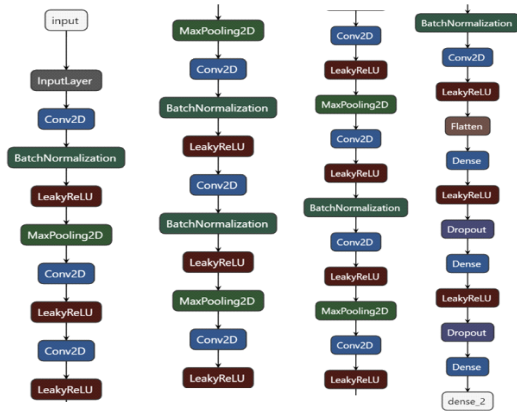 input
InputLayer
Conv2D
BatchNormalization
LeakyReLU
MaxPooling2D
Conv2D
LeakyReLU
Conv2D
LeakyReLU
MaxPooling2D
Conv2D
BatchNormalization
LeakyReLU
Conv2D
BatchNormalization
LeakyReLU
MaxPooling2D
Conv2D
LeakyReLU
Conv2D
LeakyReLU
MaxPooling2D
Conv2D
LeakyReLU
BatchNormalization
Conv2D
LeakyReLU
MaxPooling2D
Conv2D
LeakyReLU
BatchNormalization
Conv2D
LeakyReLU
Flatten
Dense
LeakyReLU
Dropout
Dense
LeakyReLU
Dropout
Dense
dense_2